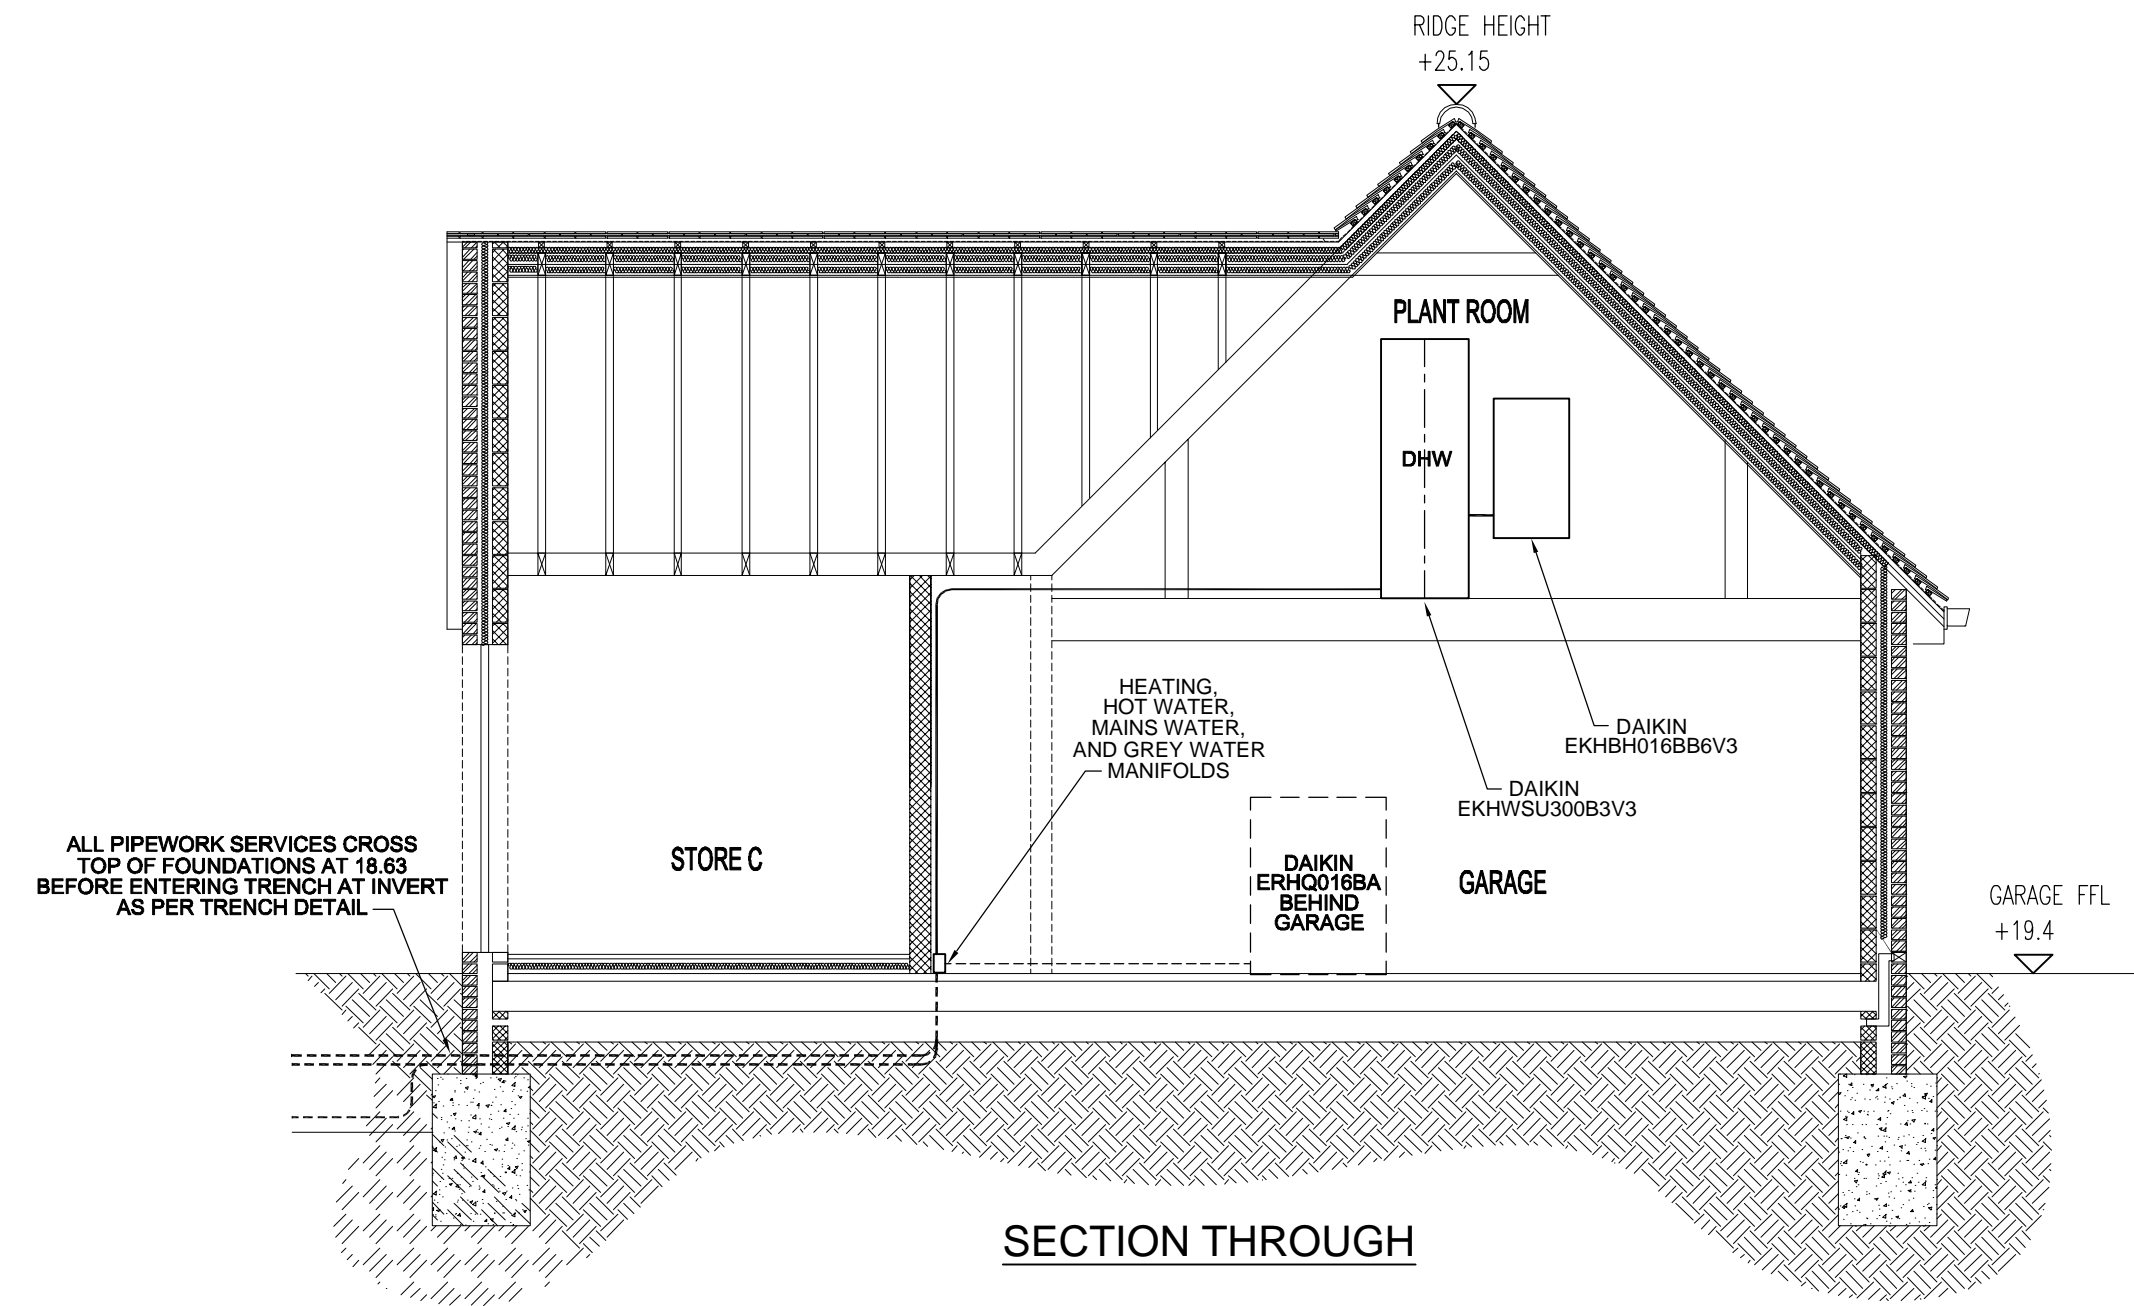 RIDGE HEIGHT
+25.15
PLANT ROOM
DHW
HEATING,
HOT WATER,
MAINS WATER,
AND GREY WATER
MANIFOLDS
DAIKIN
EKHBH016BB6V3
DAIKIN
EKHWSU300B3V3
ALL PIPEWORK SERVICES CROSS
TOP OF FOUNDATIONS AT 18.63
BEFORE ENTERING TRENCH AT INVERT
AS PER TRENCH DETAIL
STORE C
DAIKIN
ERHQ016BA
BEHIND
GARAGE
GARAGE
GARAGE FFL
+19.4
SECTION THROUGH